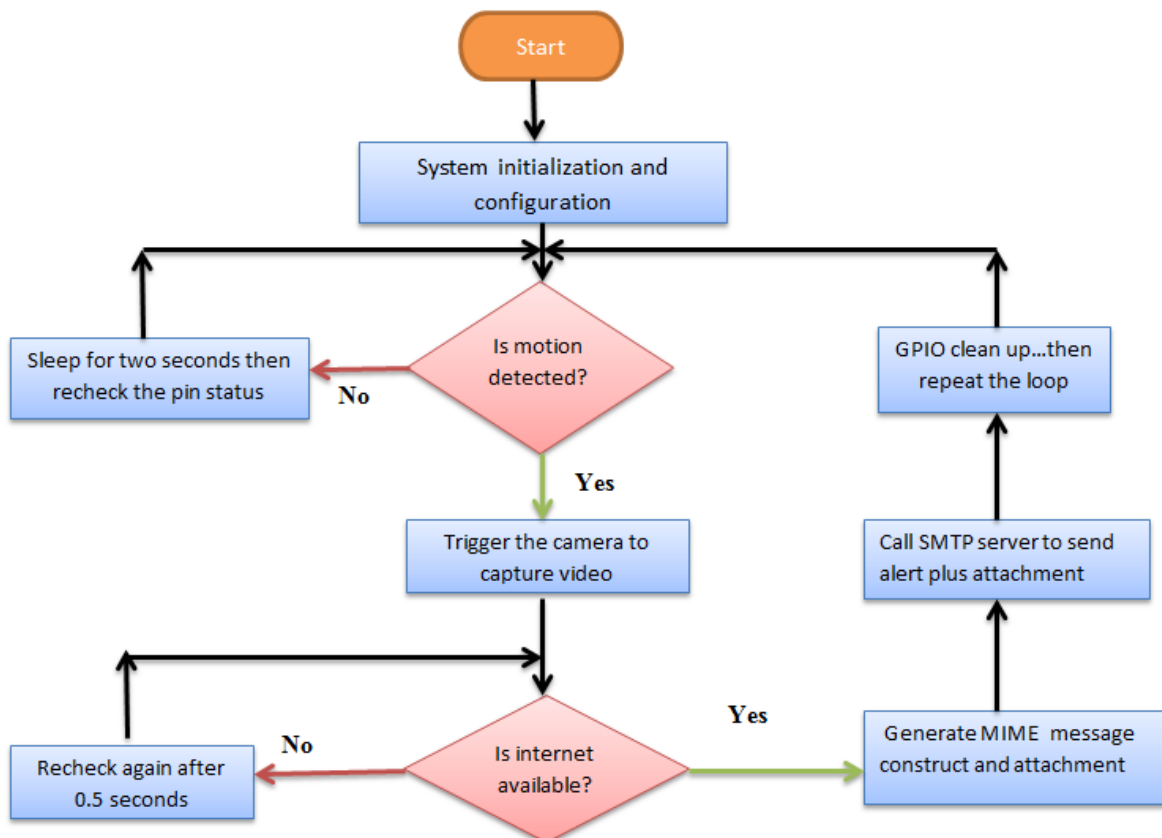 Start
System initialization and
configuration
Is motion
detected?
No
Sleep for two seconds then
recheck the pin status
Yes
Trigger the camera to
capture video
Is internet
available?
No
Recheck again after
0.5 seconds
Yes
Generate MIME message
construct and attachment
Call SMTP server to send
alert plus attachment
GPIO clean up...then
repeat the loop